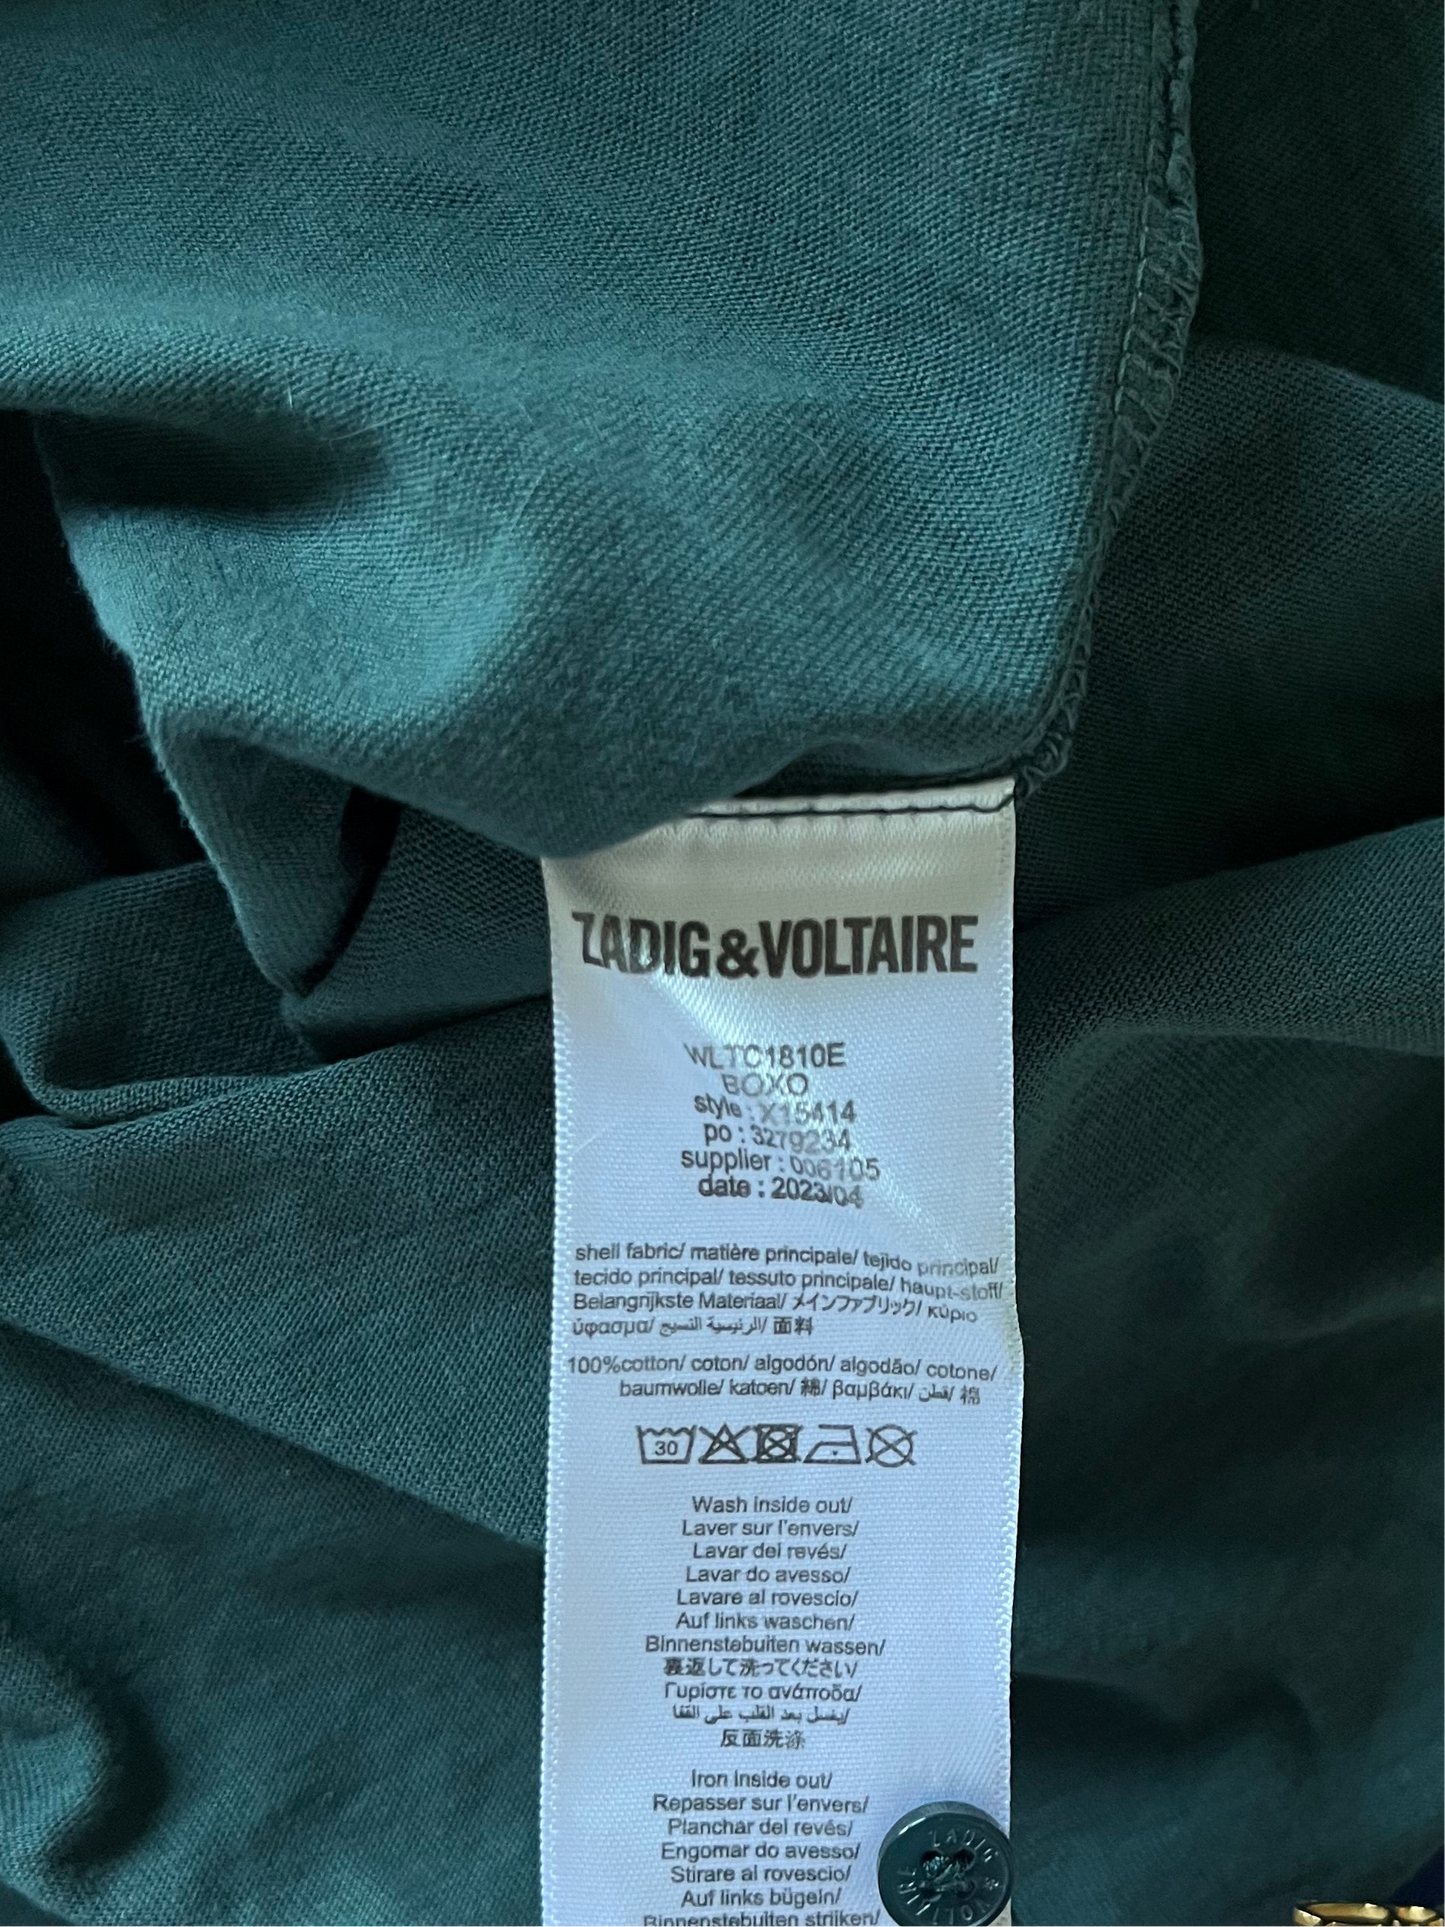 ZADIG&VOLTAIRE
WLTC1810E
BOXO
style : X15414
po : 3279234
supplier : 006105
date : 2023/04
shell fabric/ matière principale/ tejido principal/
tecido principal/ tessuto principale/ haupt-stoff/
Belangrijkste Materiaal/ メインファブリック/ κύριο
ύφασμα/ الرئيسية النسيج/ 面料
100%cotton/ coton/ algodón/ algodão/ cotone/
baumwolle/ katoen/ 綿/ βαμβάκι/ قطن/ 棉
30
Wash inside out/
Laver sur l'envers/
Lavar del revés/
Lavar do avesso/
Lavare al rovescio/
Auf links waschen/
Binnenstebuiten wassen/
裏返して洗ってください/
Γυρίστε το ανάποδα/
يغسل بعد القلب على القفا/
反面洗涤
Iron inside out/
Repasser sur l'envers/
Planchar del revés/
Engomar do avesso/
Stirare al rovescio/
Auf links bügeln/
Binnenstebuiten strijken/
ZADIG & VOLTAIRE